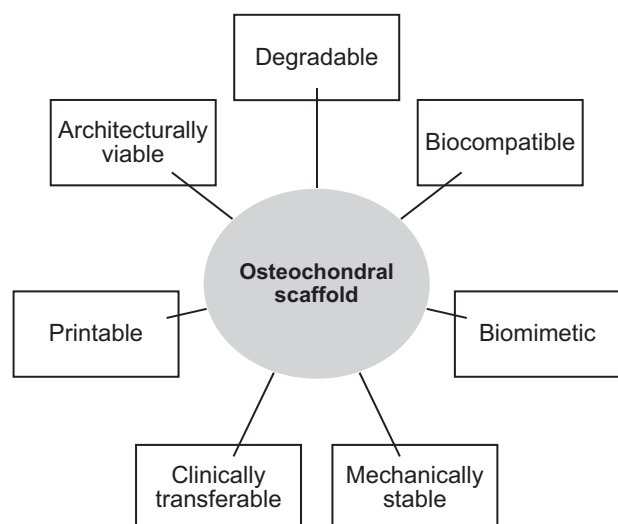 Degradable
Architecturally
viable
Biocompatible
Osteochondral
scaffold
Printable
Biomimetic
Clinically
transferable
Mechanically
stable